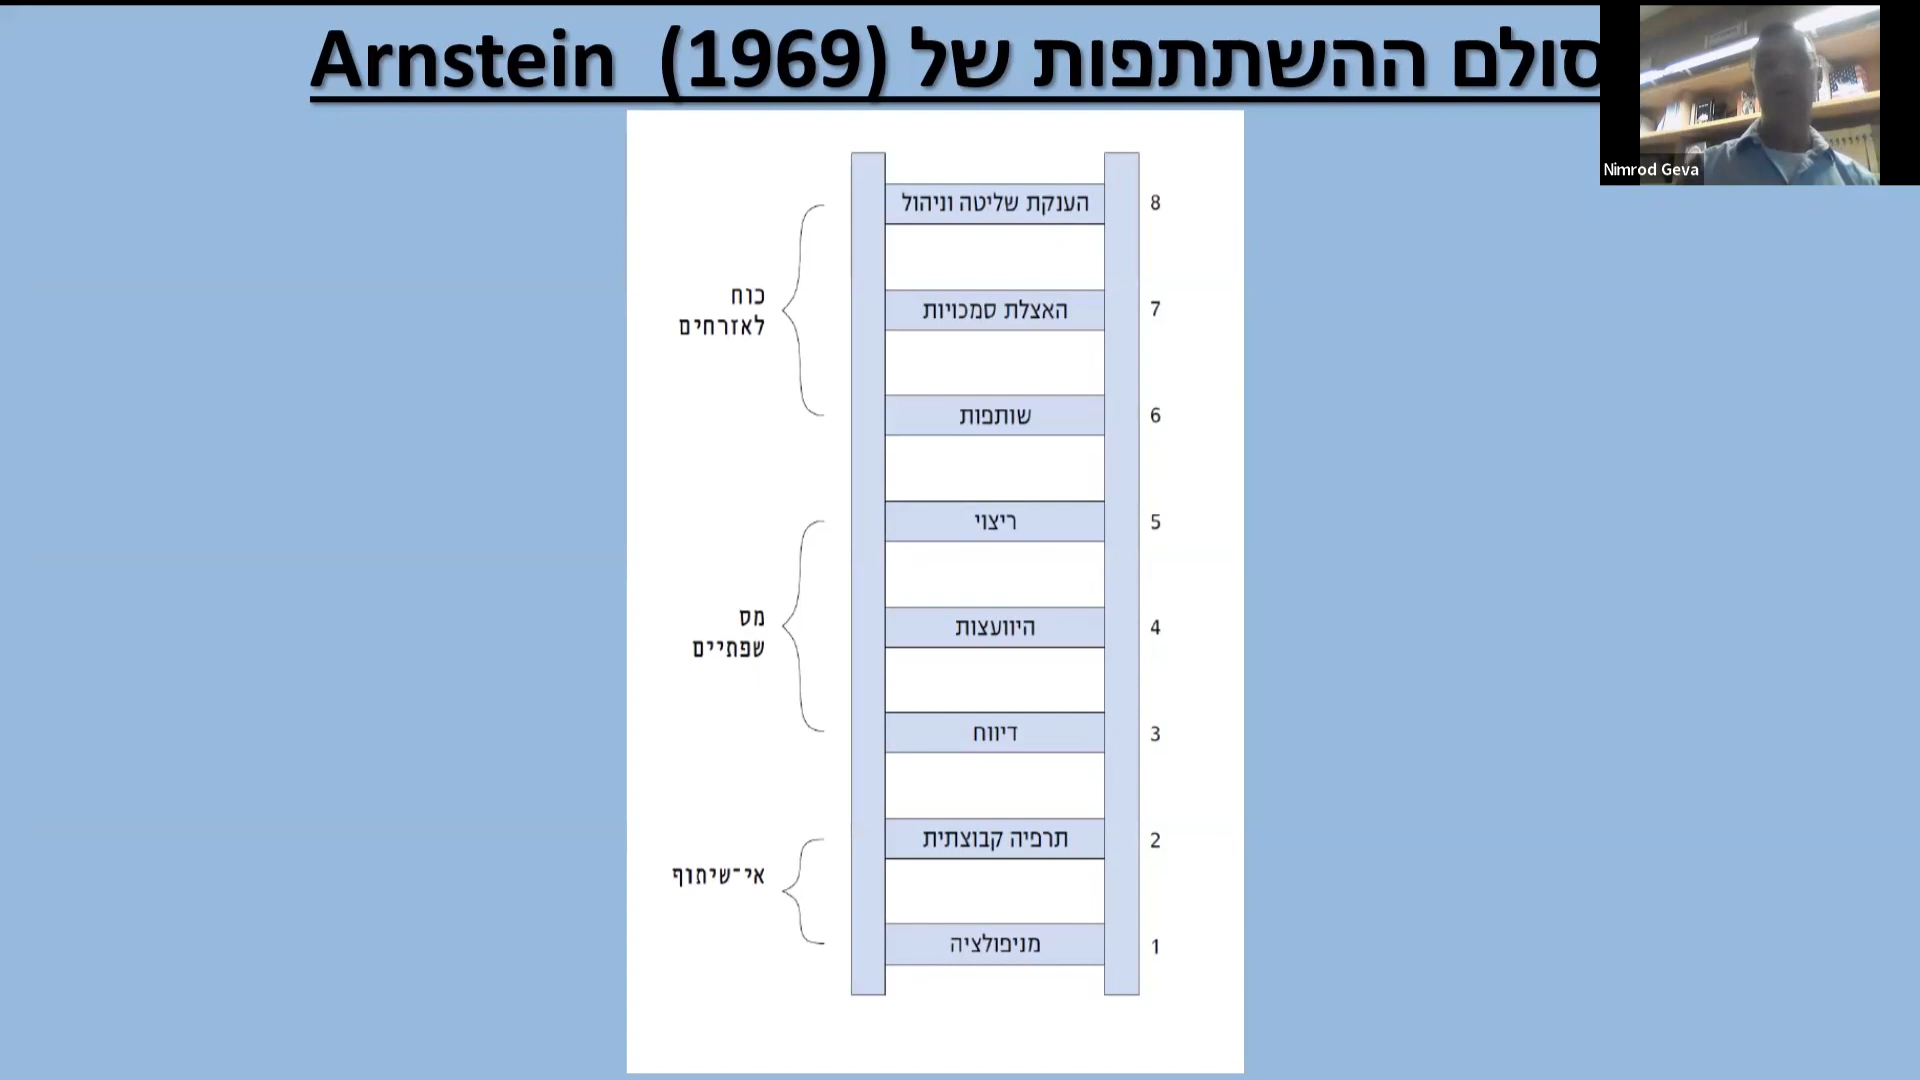 סולם ההשתתפות של Arnstein (1969)
Nimrod Geva
הענקת שליטה וניהול 8
האצלת סמכויות 7
שותפות 6
כוח
לאזרחים
ריצוי 5
היוועצות 4
דיווח 3
מס
שפתיים
תרפיה קבוצתית 2
מניפולציה 1
אי־שיתוף